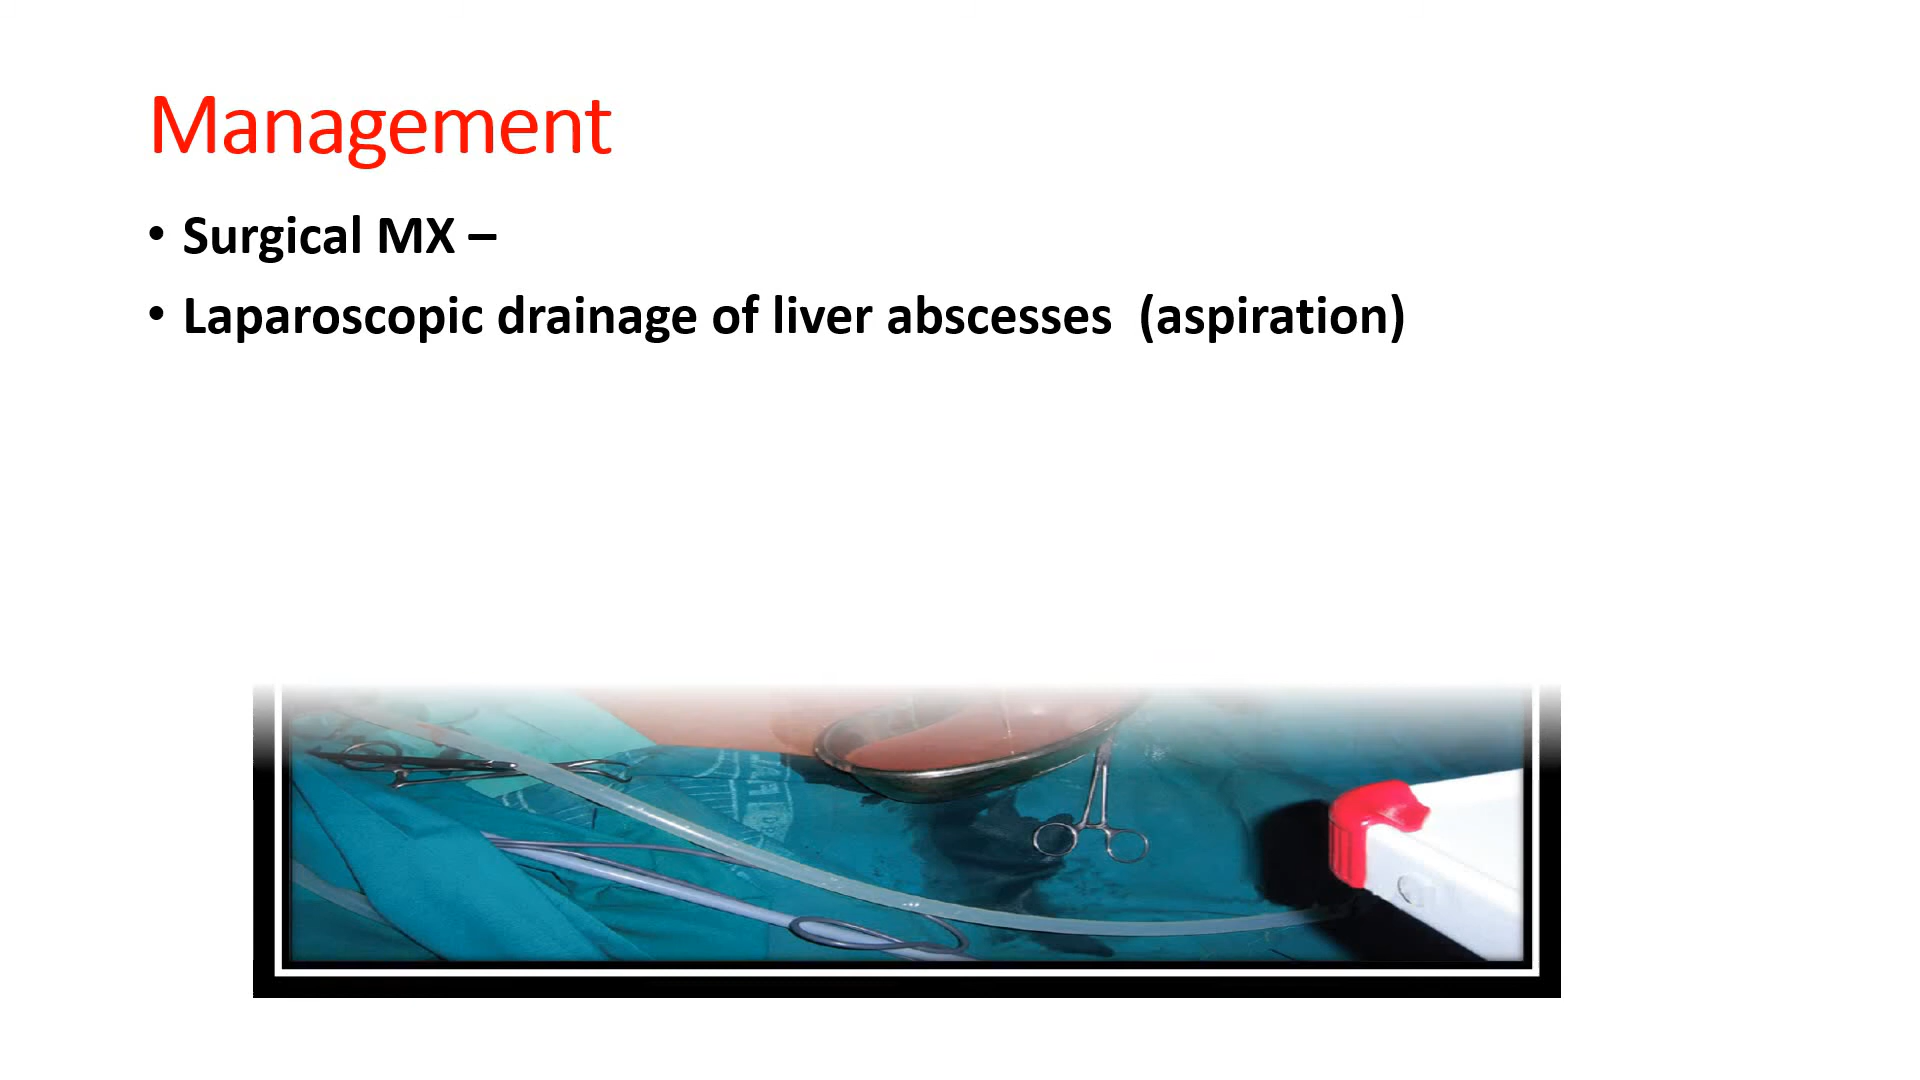 Management
• Surgical MX –
• Laparoscopic drainage of liver abscesses  (aspiration)